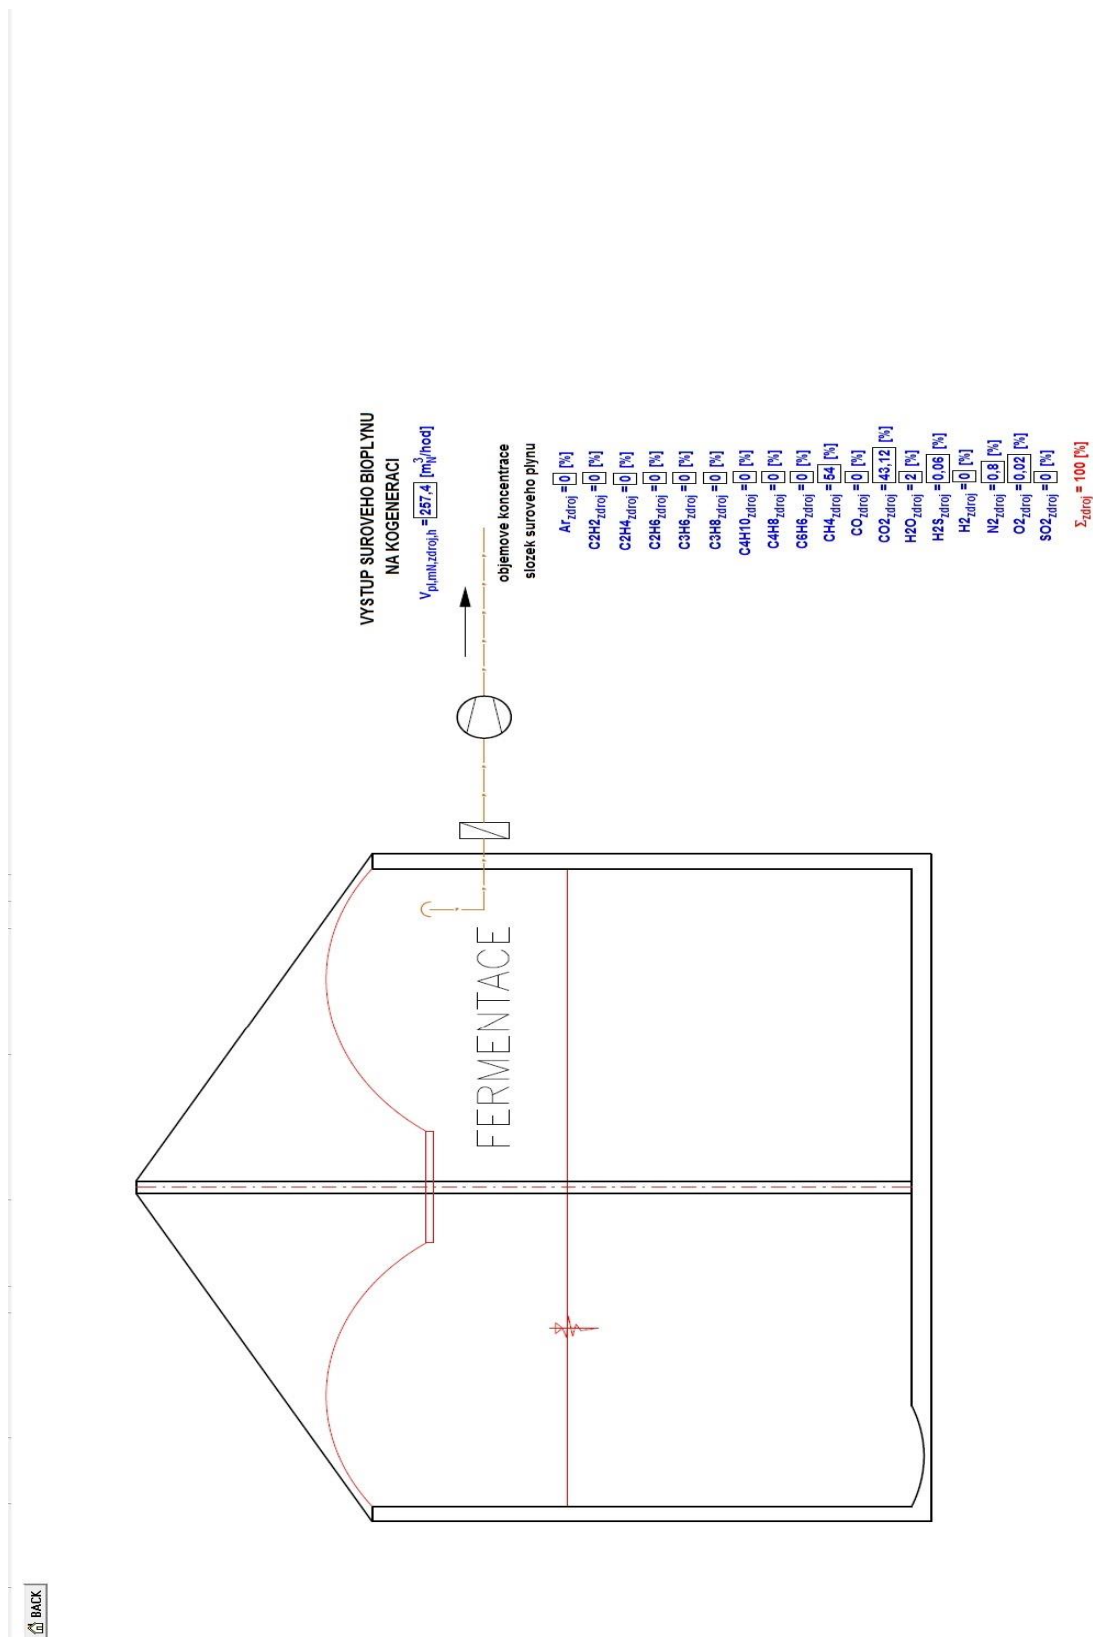 BACK
FERMENTACE
VYSTUP SUROVEHO BIOPLYNU
NA KOGENERACI
Vpl,mN,zdroj,h = 257,4 [m³N/hod]
objemove koncentrace
slozek suroveho plynu
Arzdroj = 0 [%]
C2H2zdroj = 0 [%]
C2H4zdroj = 0 [%]
C2H6zdroj = 0 [%]
C3H6zdroj = 0 [%]
C3H8zdroj = 0 [%]
C4H10zdroj = 0 [%]
C4H8zdroj = 0 [%]
C6H6zdroj = 0 [%]
CH4zdroj = 54 [%]
COzdroj = 0 [%]
CO2zdroj = 43,12 [%]
H2Ozdroj = 2 [%]
H2Szdroj = 0,06 [%]
H2zdroj = 0 [%]
N2zdroj = 0,8 [%]
O2zdroj = 0,02 [%]
SO2zdroj = 0 [%]
Σzdroj = 100 [%]